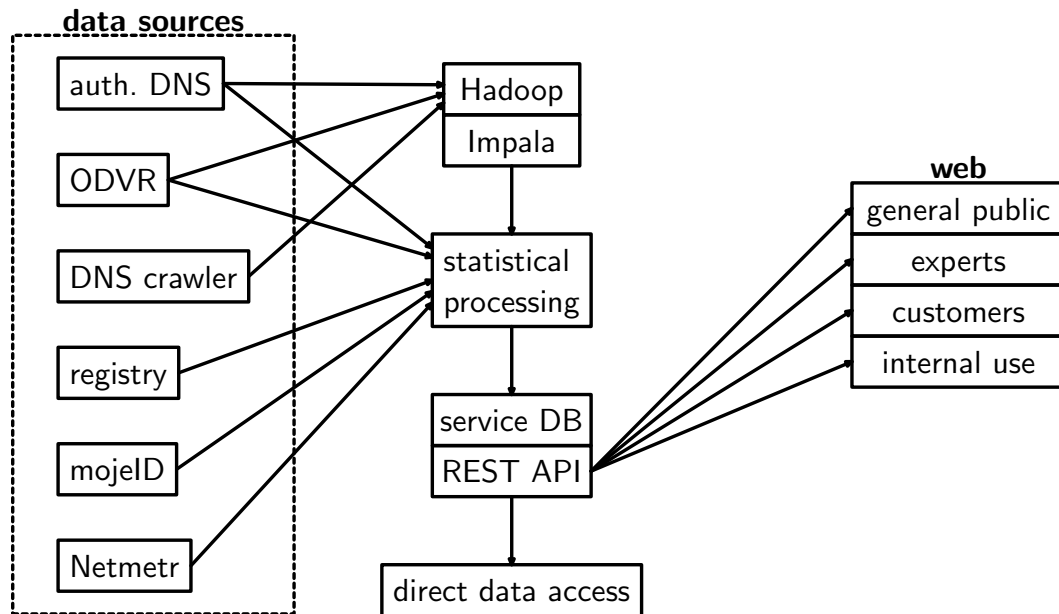 data sources
auth. DNS
ODVR
DNS crawler
registry
mojeID
Netmetr
Hadoop
Impala
statistical
processing
service DB
REST API
direct data access
web
general public
experts
customers
internal use